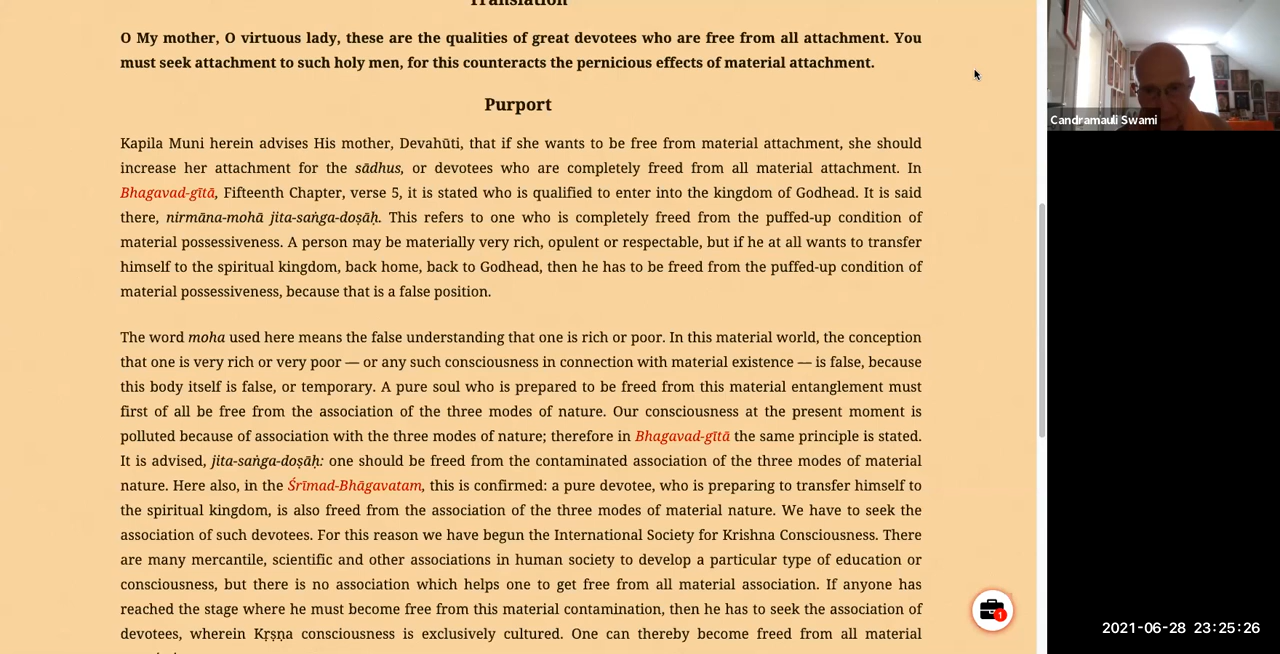 Translation
O My mother, O virtuous lady, these are the qualities of great devotees who are free from all attachment. You
must seek attachment to such holy men, for this counteracts the pernicious effects of material attachment.
Purport
Kapila Muni herein advises His mother, Devahūti, that if she wants to be free from material attachment, she should
increase her attachment for the sādhus, or devotees who are completely freed from all material attachment. In
Bhagavad-gītā, Fifteenth Chapter, verse 5, it is stated who is qualified to enter into the kingdom of Godhead. It is said
there, nirmāna-mohā jita-saṅga-doṣāḥ. This refers to one who is completely freed from the puffed-up condition of
material possessiveness. A person may be materially very rich, opulent or respectable, but if he at all wants to transfer
himself to the spiritual kingdom, back home, back to Godhead, then he has to be freed from the puffed-up condition of
material possessiveness, because that is a false position.
The word moha used here means the false understanding that one is rich or poor. In this material world, the conception
that one is very rich or very poor — or any such consciousness in connection with material existence — is false, because
this body itself is false, or temporary. A pure soul who is prepared to be freed from this material entanglement must
first of all be free from the association of the three modes of nature. Our consciousness at the present moment is
polluted because of association with the three modes of nature; therefore in Bhagavad-gītā the same principle is stated.
It is advised, jita-saṅga-doṣāḥ: one should be freed from the contaminated association of the three modes of material
nature. Here also, in the Śrīmad-Bhāgavatam, this is confirmed: a pure devotee, who is preparing to transfer himself to
the spiritual kingdom, is also freed from the association of the three modes of material nature. We have to seek the
association of such devotees. For this reason we have begun the International Society for Krishna Consciousness. There
are many mercantile, scientific and other associations in human society to develop a particular type of education or
consciousness, but there is no association which helps one to get free from all material association. If anyone has
reached the stage where he must become free from this material contamination, then he has to seek the association of
devotees, wherein Kṛṣṇa consciousness is exclusively cultured. One can thereby become freed from all material
Candramauli Swami
1
2021-06-28 23:25:26